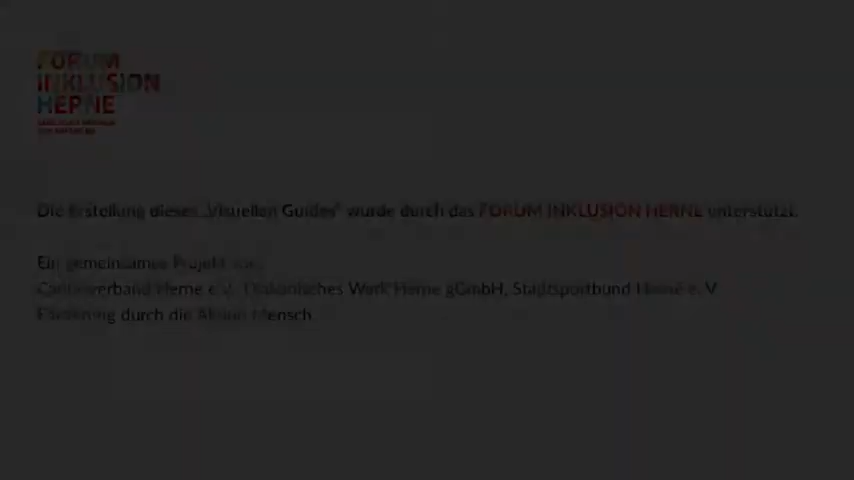 FORUM
INKLUSION
HERNE
Die Erstellung dieses „Visuellen Guides“ wurde durch das FORUM INKLUSION HERNE unterstützt.
Ein gemeinsames Projekt von:
Caritasverband Herne e.V., Diakonisches Werk Herne gGmbH, Stadtsportbund Herne e. V
Förderung durch die Aktion Mensch